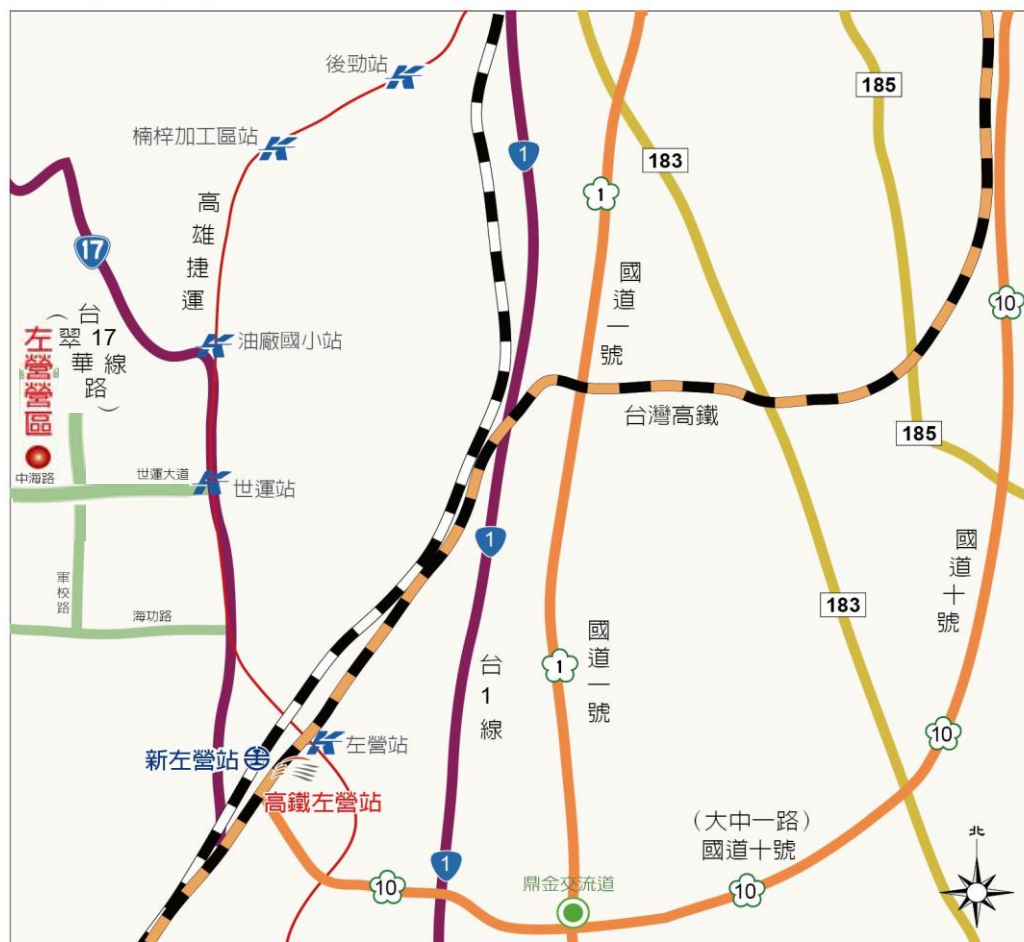 後勁站
185
楠梓加工區站
1
183
1
高雄捷運
17
國道一號
10
台17線
（翠華路）
左營營區
油廠國小站
台灣高鐵
185
中海路
世運大道
世運站
1
國道十號
軍校路
海功路
183
國道一號
1
台1線
10
左營站
新左營站
高鐵左營站
（大中一路）
國道十號
北
1
10
鼎金交流道
10